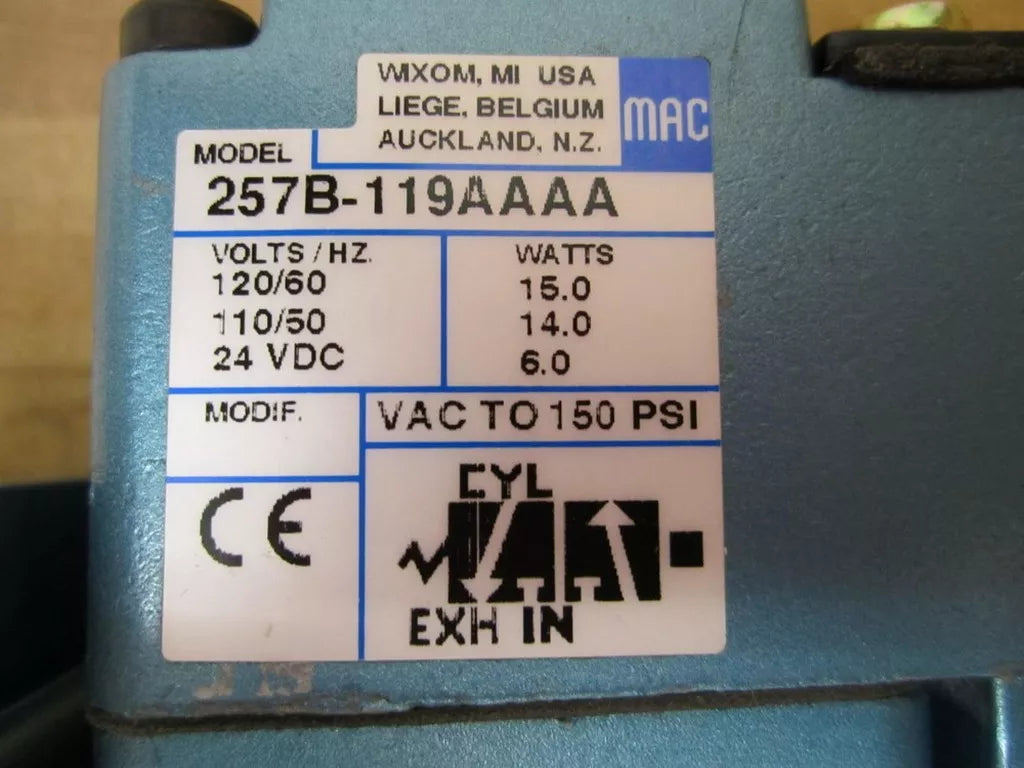 WIXOM, MI USA
LIEGE, BELGIUM
AUCKLAND, N.Z.
MAC
MODEL
257B-119AAAA
VOLTS/HZ.
120/60
110/50
24 VDC
WATTS
15.0
14.0
6.0
MODIF.
VAC TO 150 PSI
CE
CYL
EXH IN